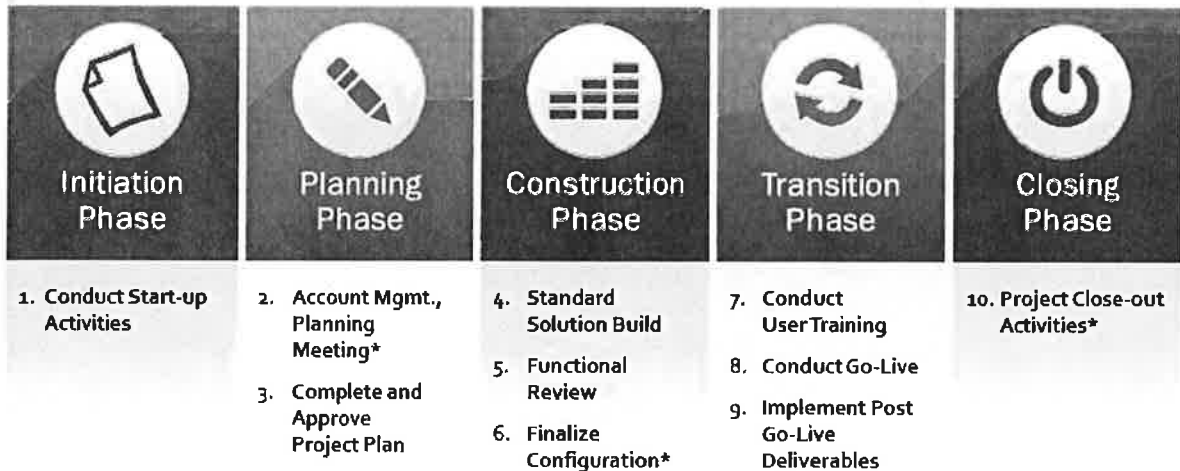 Initiation
Phase
Planning
Phase
Construction
Phase
Transition
Phase
Closing
Phase
1. Conduct Start-up
Activities
2. Account Mgmt.,
Planning
Meeting*
3. Complete and
Approve
Project Plan
4. Standard
Solution Build
5. Functional
Review
6. Finalize
Configuration*
7. Conduct
User Training
8. Conduct Go-Live
9. Implement Post
Go-Live
Deliverables
10. Project Close-out
Activities*